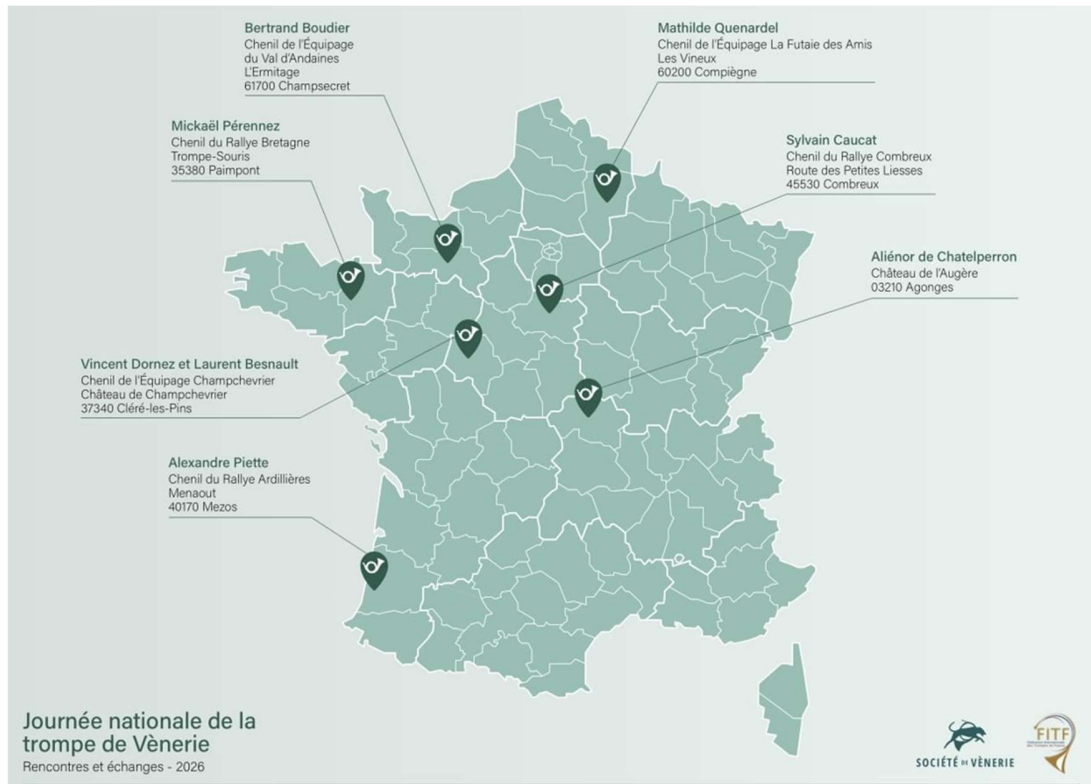 Bertrand Boudier
Chenil de l'Équipage
du Val d'Andaines
L'Ermitage
61700 Champsecret
Mathilde Quenardel
Chenil de l'Équipage La Futaie des Amis
Les Vineux
60200 Compiègne
Mickaël Pérennez
Chenil du Rallye Bretagne
Trompe-Souris
35380 Paimpont
Sylvain Caucat
Chenil du Rallye Combreux
Route des Petites Liesses
45530 Combreux
Aliénor de Chatelperron
Château de l'Augère
03210 Agonges
Vincent Dornez et Laurent Besnault
Chenil de l'Équipage Champchevrier
Château de Champchevrier
37340 Cléré-les-Pins
Alexandre Piette
Chenil du Rallye Ardillières
Menaout
40170 Mezos
Journée nationale de la
trompe de Vènerie
Rencontres et échanges - 2026
SOCIÉTÉ DE VÈNERIE
FITF